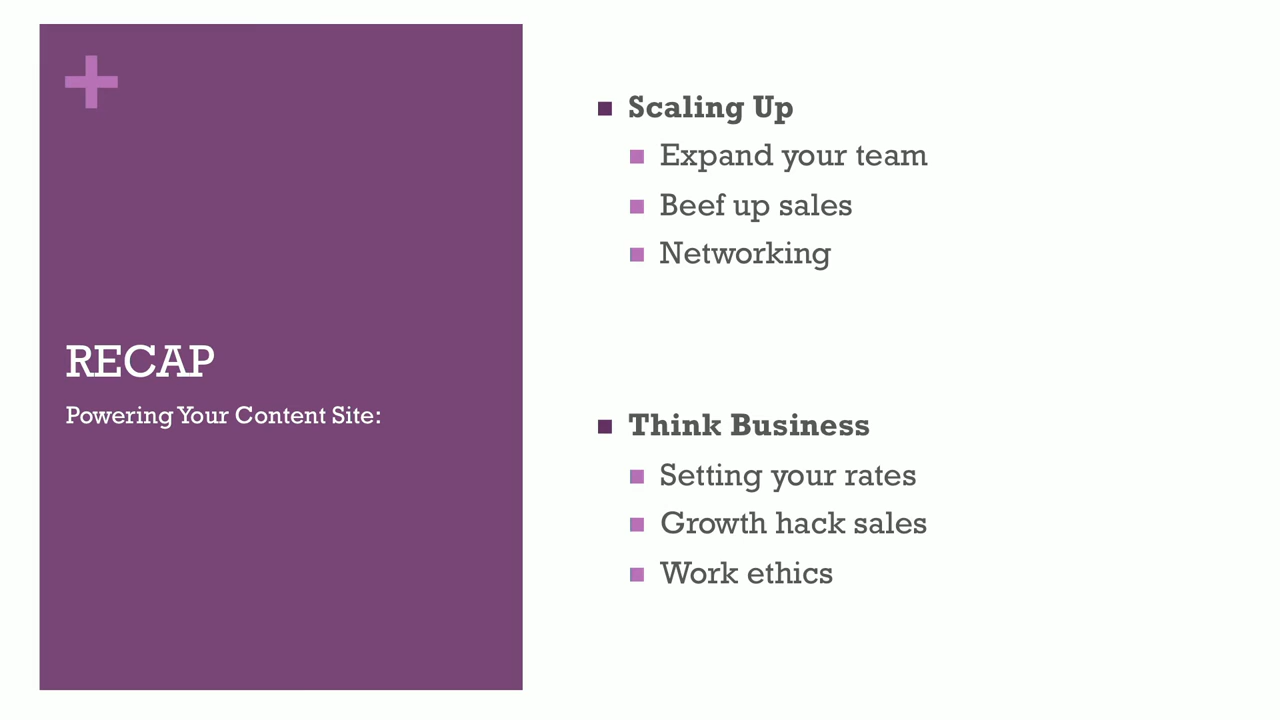 RECAP
Powering Your Content Site:
Scaling Up
Expand your team
Beef up sales
Networking
Think Business
Setting your rates
Growth hack sales
Work ethics